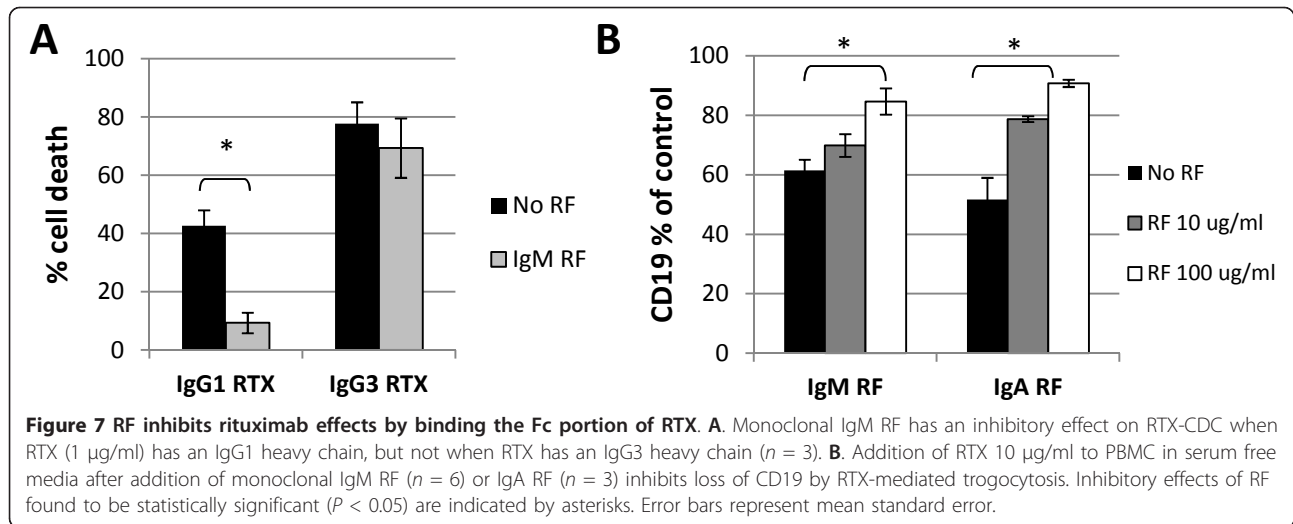 A
B
100
80
60
40
20
0
% cell death
*
IgG1 RTX
IgG3 RTX
No RF
IgM RF
100
80
60
40
20
0
CD19 % of control
*
*
IgM RF
IgA RF
No RF
RF 10 ug/ml
RF 100 ug/ml
Figure 7 RF inhibits rituximab effects by binding the Fc portion of RTX. A. Monoclonal IgM RF has an inhibitory effect on RTX-CDC when
RTX (1 μg/ml) has an IgG1 heavy chain, but not when RTX has an IgG3 heavy chain (n = 3). B. Addition of RTX 10 μg/ml to PBMC in serum free
media after addition of monoclonal IgM RF (n = 6) or IgA RF (n = 3) inhibits loss of CD19 by RTX-mediated trogocytosis. Inhibitory effects of RF
found to be statistically significant (P < 0.05) are indicated by asterisks. Error bars represent mean standard error.